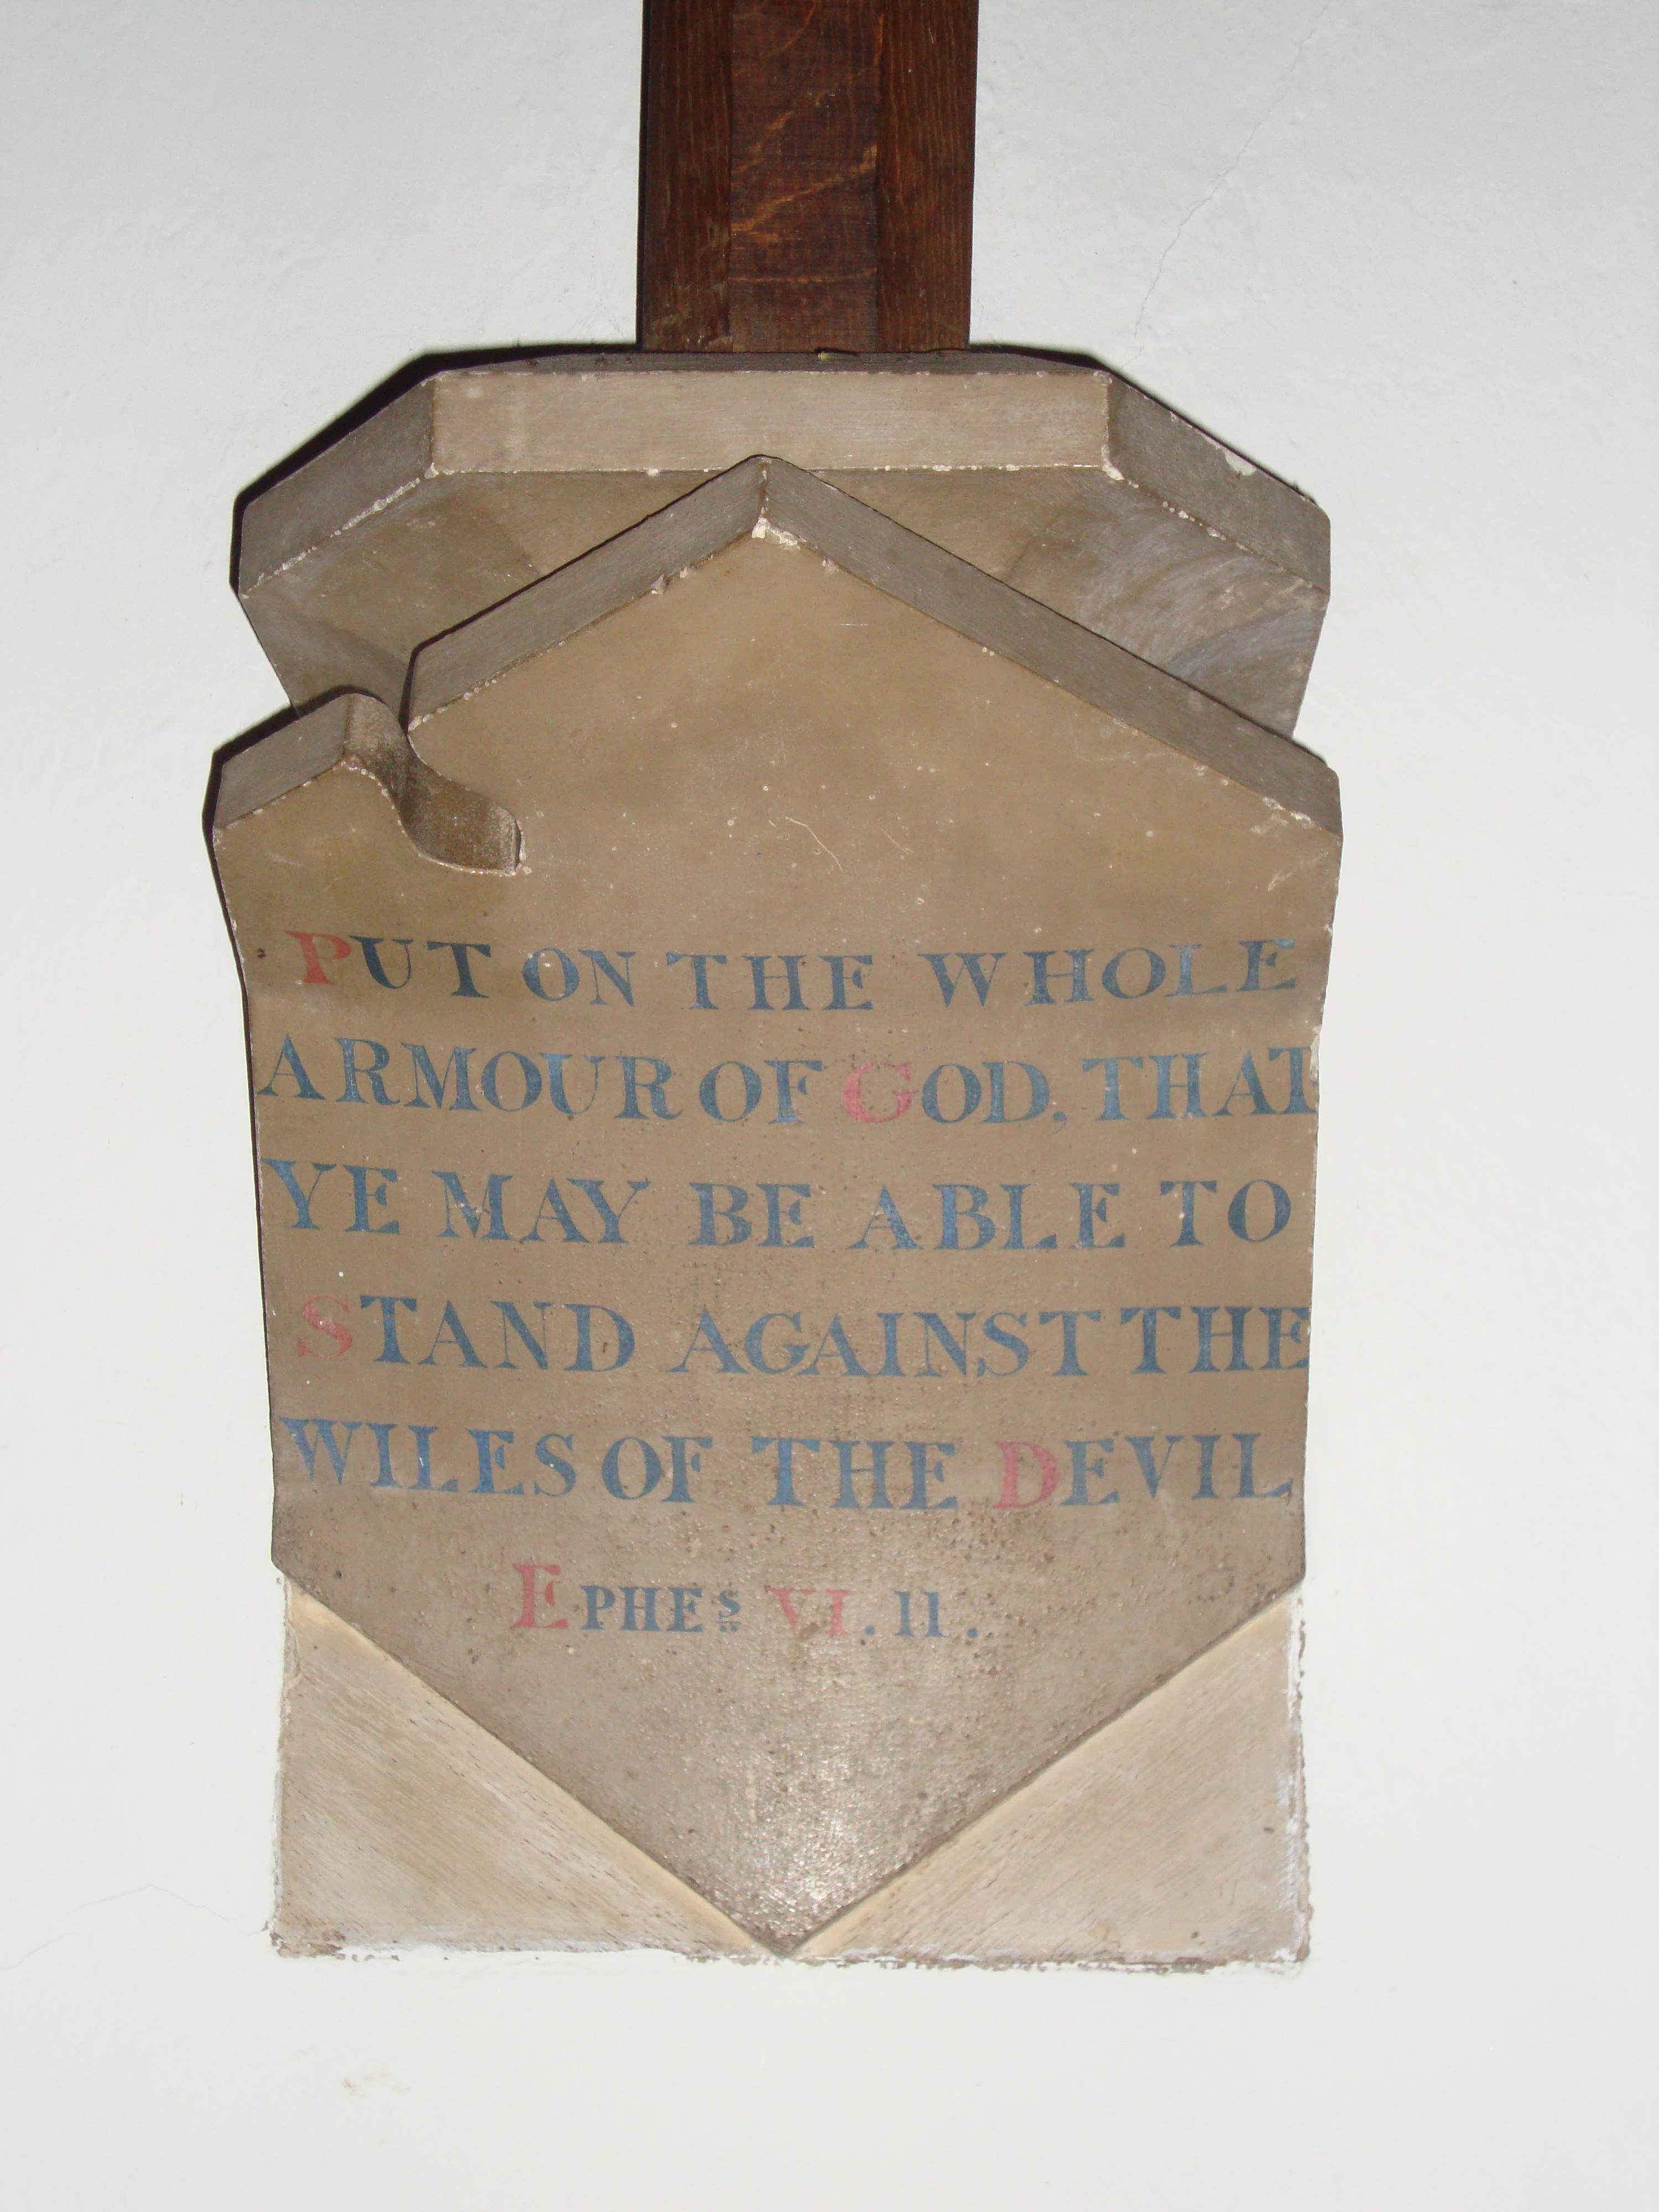 PUT ON THE WHOLE
ARMOUR OF GOD, THAT
YE MAY BE ABLE TO
STAND AGAINST THE
WILES OF THE DEVIL,
EPHES VI. 11.